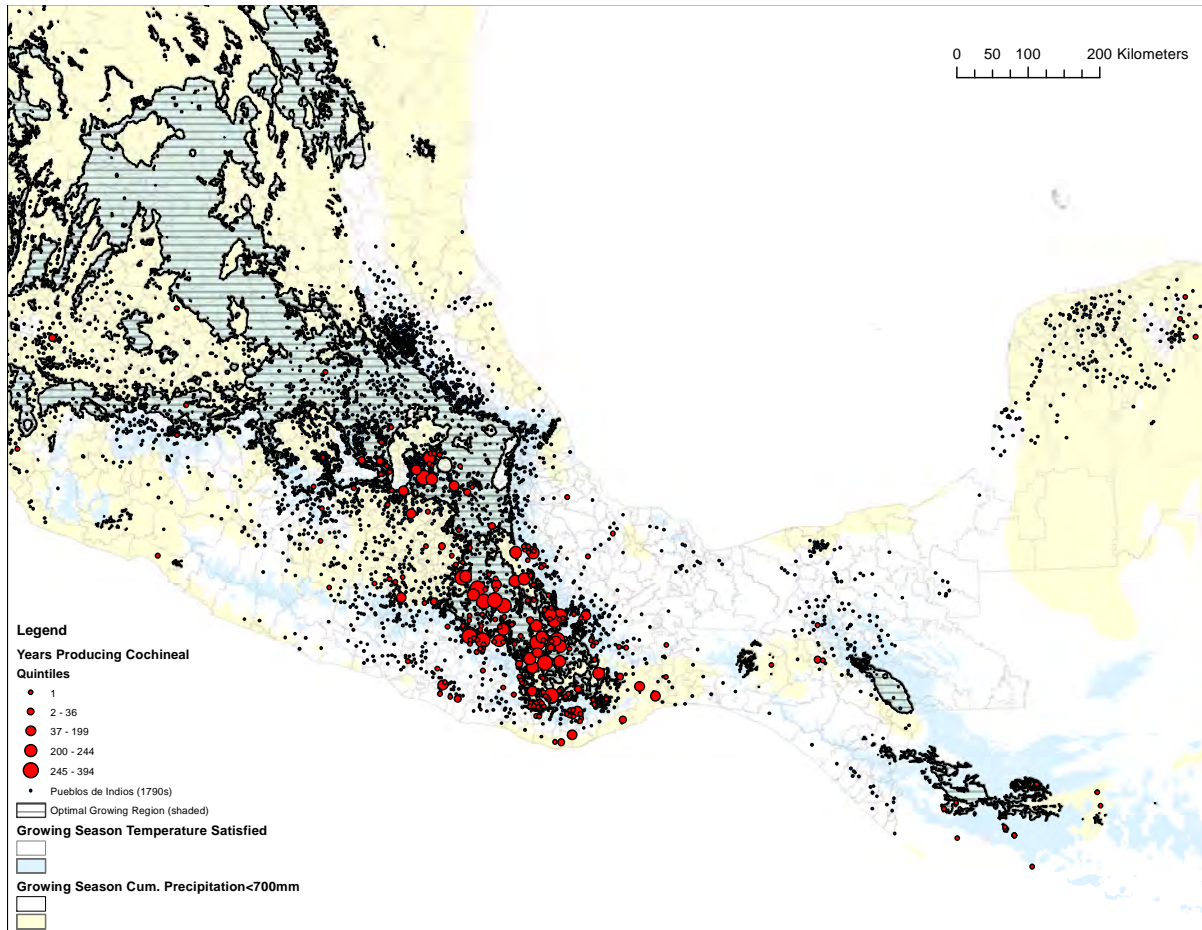 0 50 100 200 Kilometers
Legend
Years Producing Cochineal
Quintiles
1
2 - 36
37 - 199
200 - 244
245 - 394
Pueblos de Indios (1790s)
Optimal Growing Region (shaded)
Growing Season Temperature Satisfied
Growing Season Cum. Precipitation<700mm